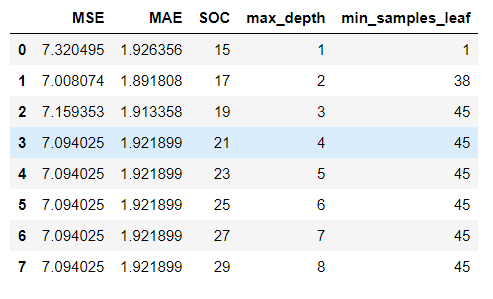 MSE MAE SOC max_depth min_samples_leaf
0 7.320495 1.926356 15 1 1
1 7.008074 1.891808 17 2 38
2 7.159353 1.913358 19 3 45
3 7.094025 1.921899 21 4 45
4 7.094025 1.921899 23 5 45
5 7.094025 1.921899 25 6 45
6 7.094025 1.921899 27 7 45
7 7.094025 1.921899 29 8 45